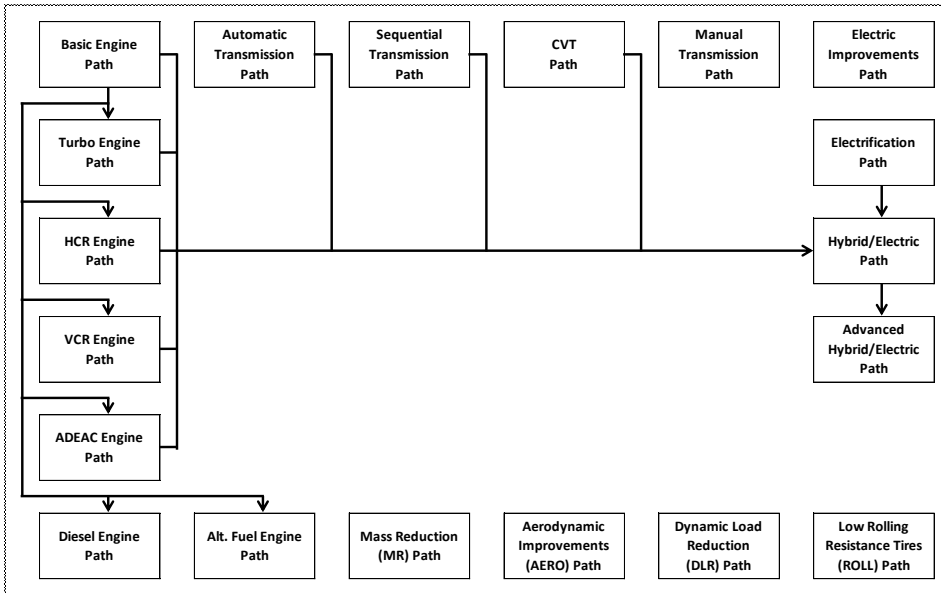 Basic Engine
Path
Automatic
Transmission
Path
Sequential
Transmission
Path
CVT
Path
Manual
Transmission
Path
Electric
Improvements
Path
Turbo Engine
Path
Electrification
Path
HCR Engine
Path
Hybrid/Electric
Path
VCR Engine
Path
Advanced
Hybrid/Electric
Path
ADEAC Engine
Path
Diesel Engine
Path
Alt. Fuel Engine
Path
Mass Reduction
(MR) Path
Aerodynamic
Improvements
(AERO) Path
Dynamic Load
Reduction
(DLR) Path
Low Rolling
Resistance Tires
(ROLL) Path